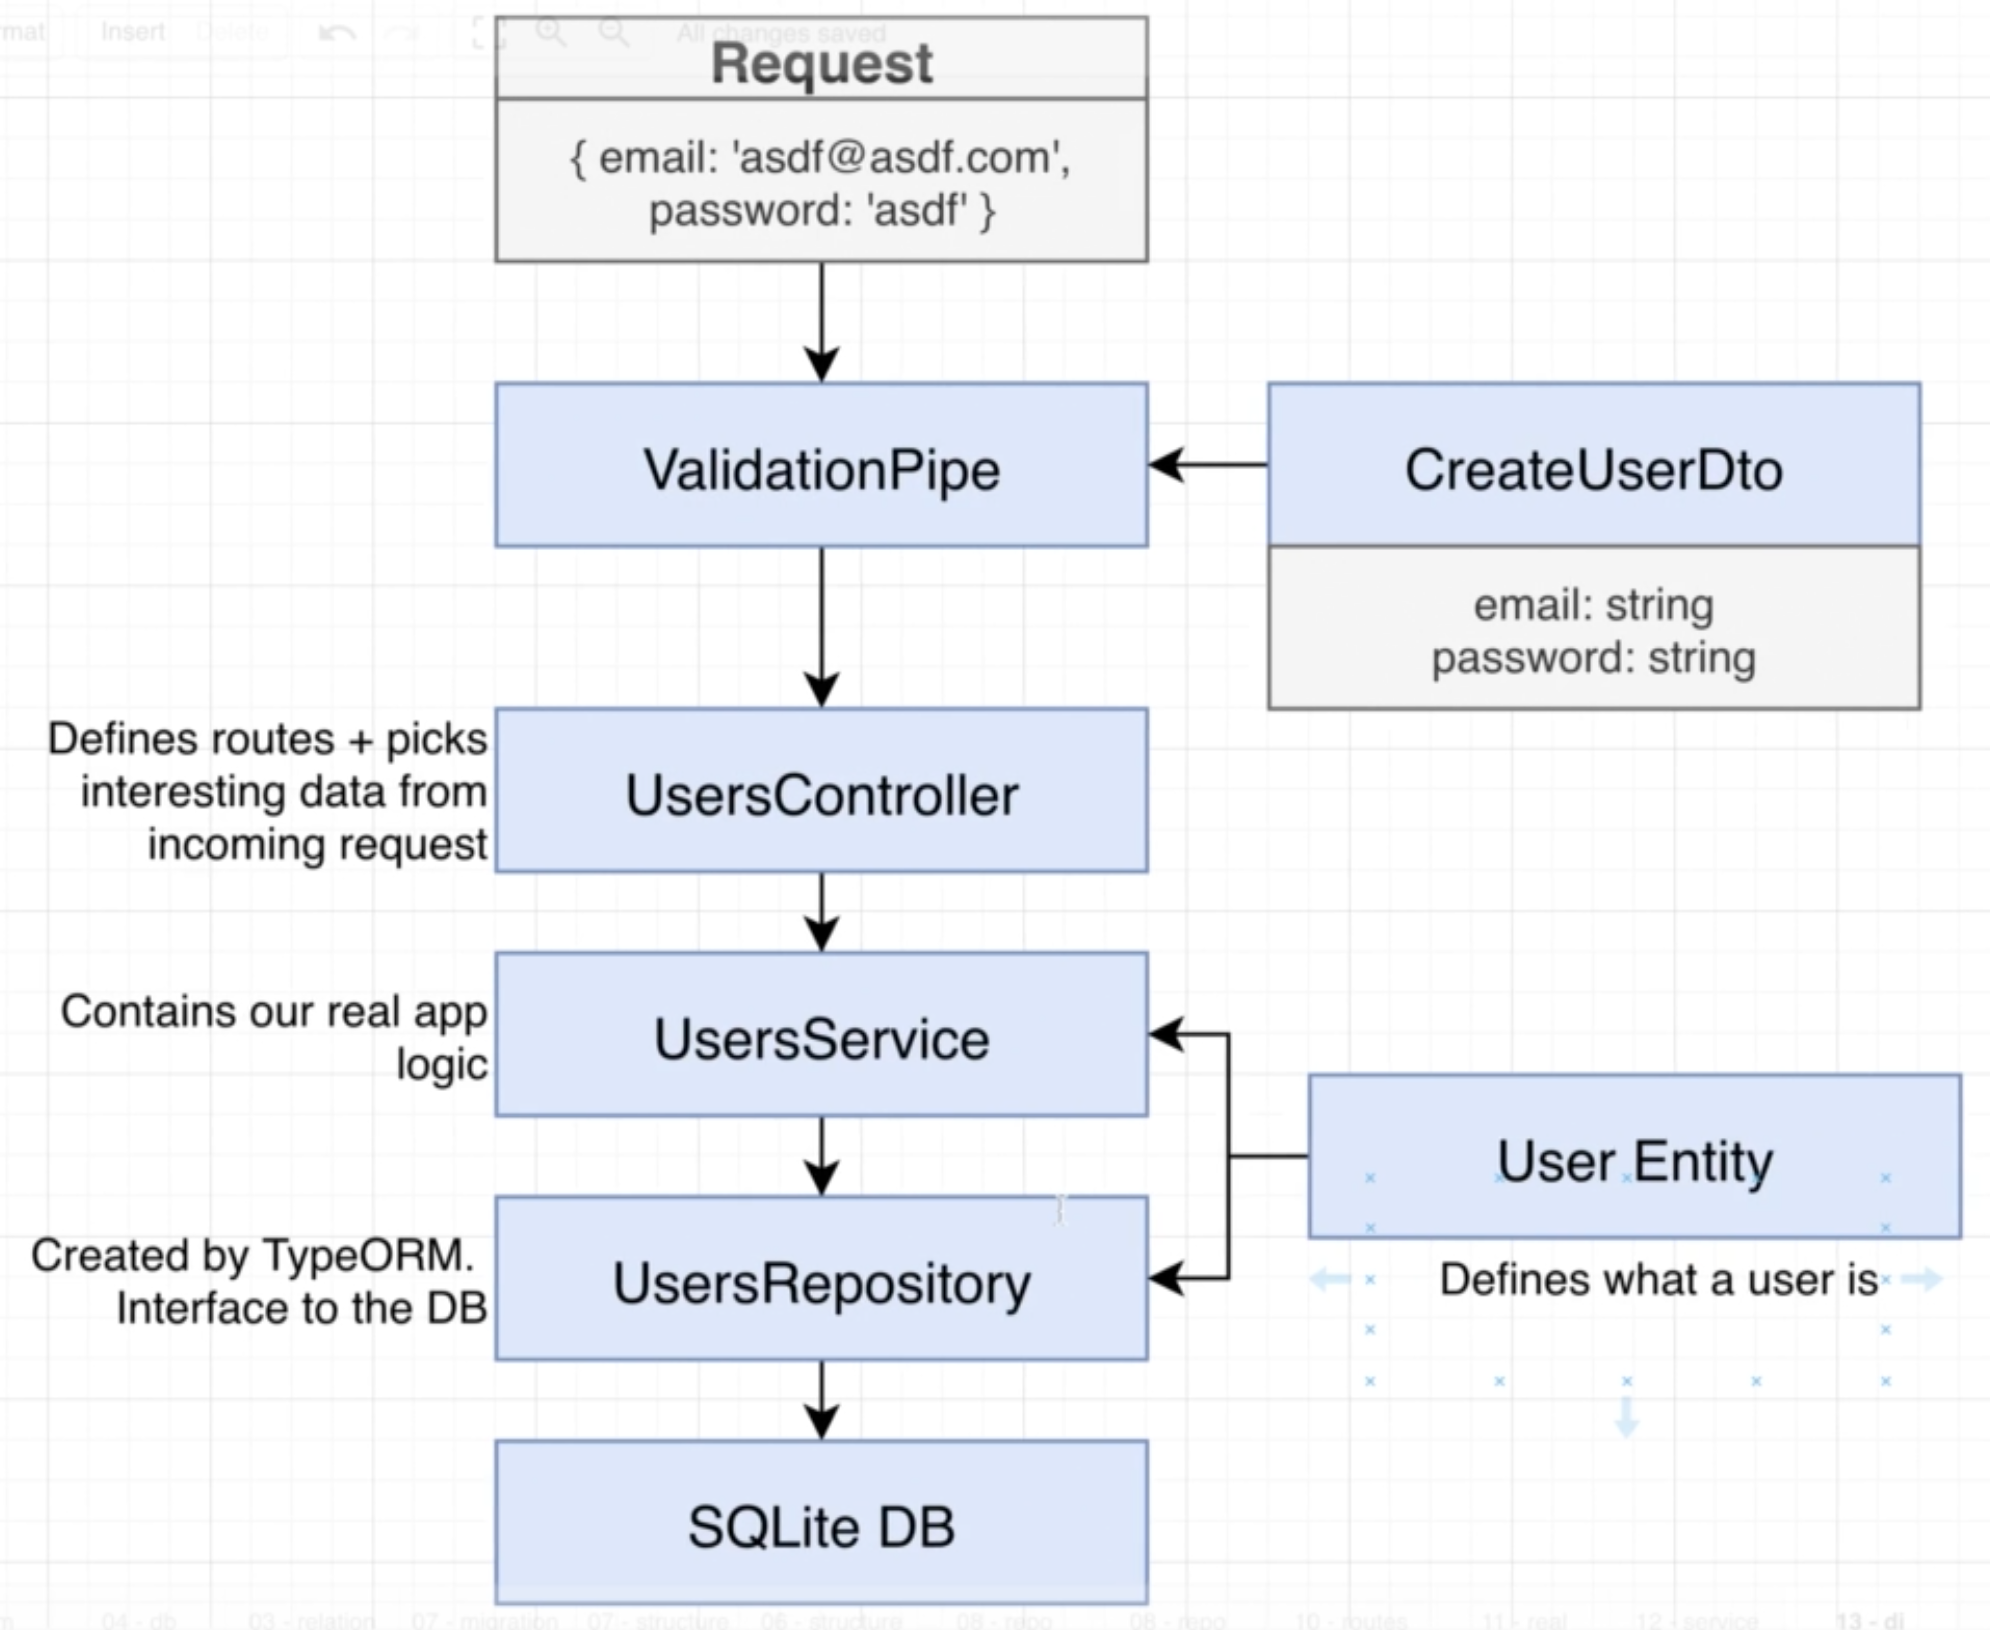 rmat
Insert
Delete
All changes saved
Request
{ email: 'asdf@asdf.com',
password: 'asdf' }
ValidationPipe
CreateUserDto
email: string
password: string
Defines routes + picks
interesting data from
incoming request
UsersController
Contains our real app
logic
UsersService
User Entity
Defines what a user is
Created by TypeORM.
Interface to the DB
UsersRepository
SQLite DB
04 - db
03 - relation
07 - migration
07 - structure
06 - structure
08 - repo
08 - repo
10 - routes
11 - real
12 - service
13 - di